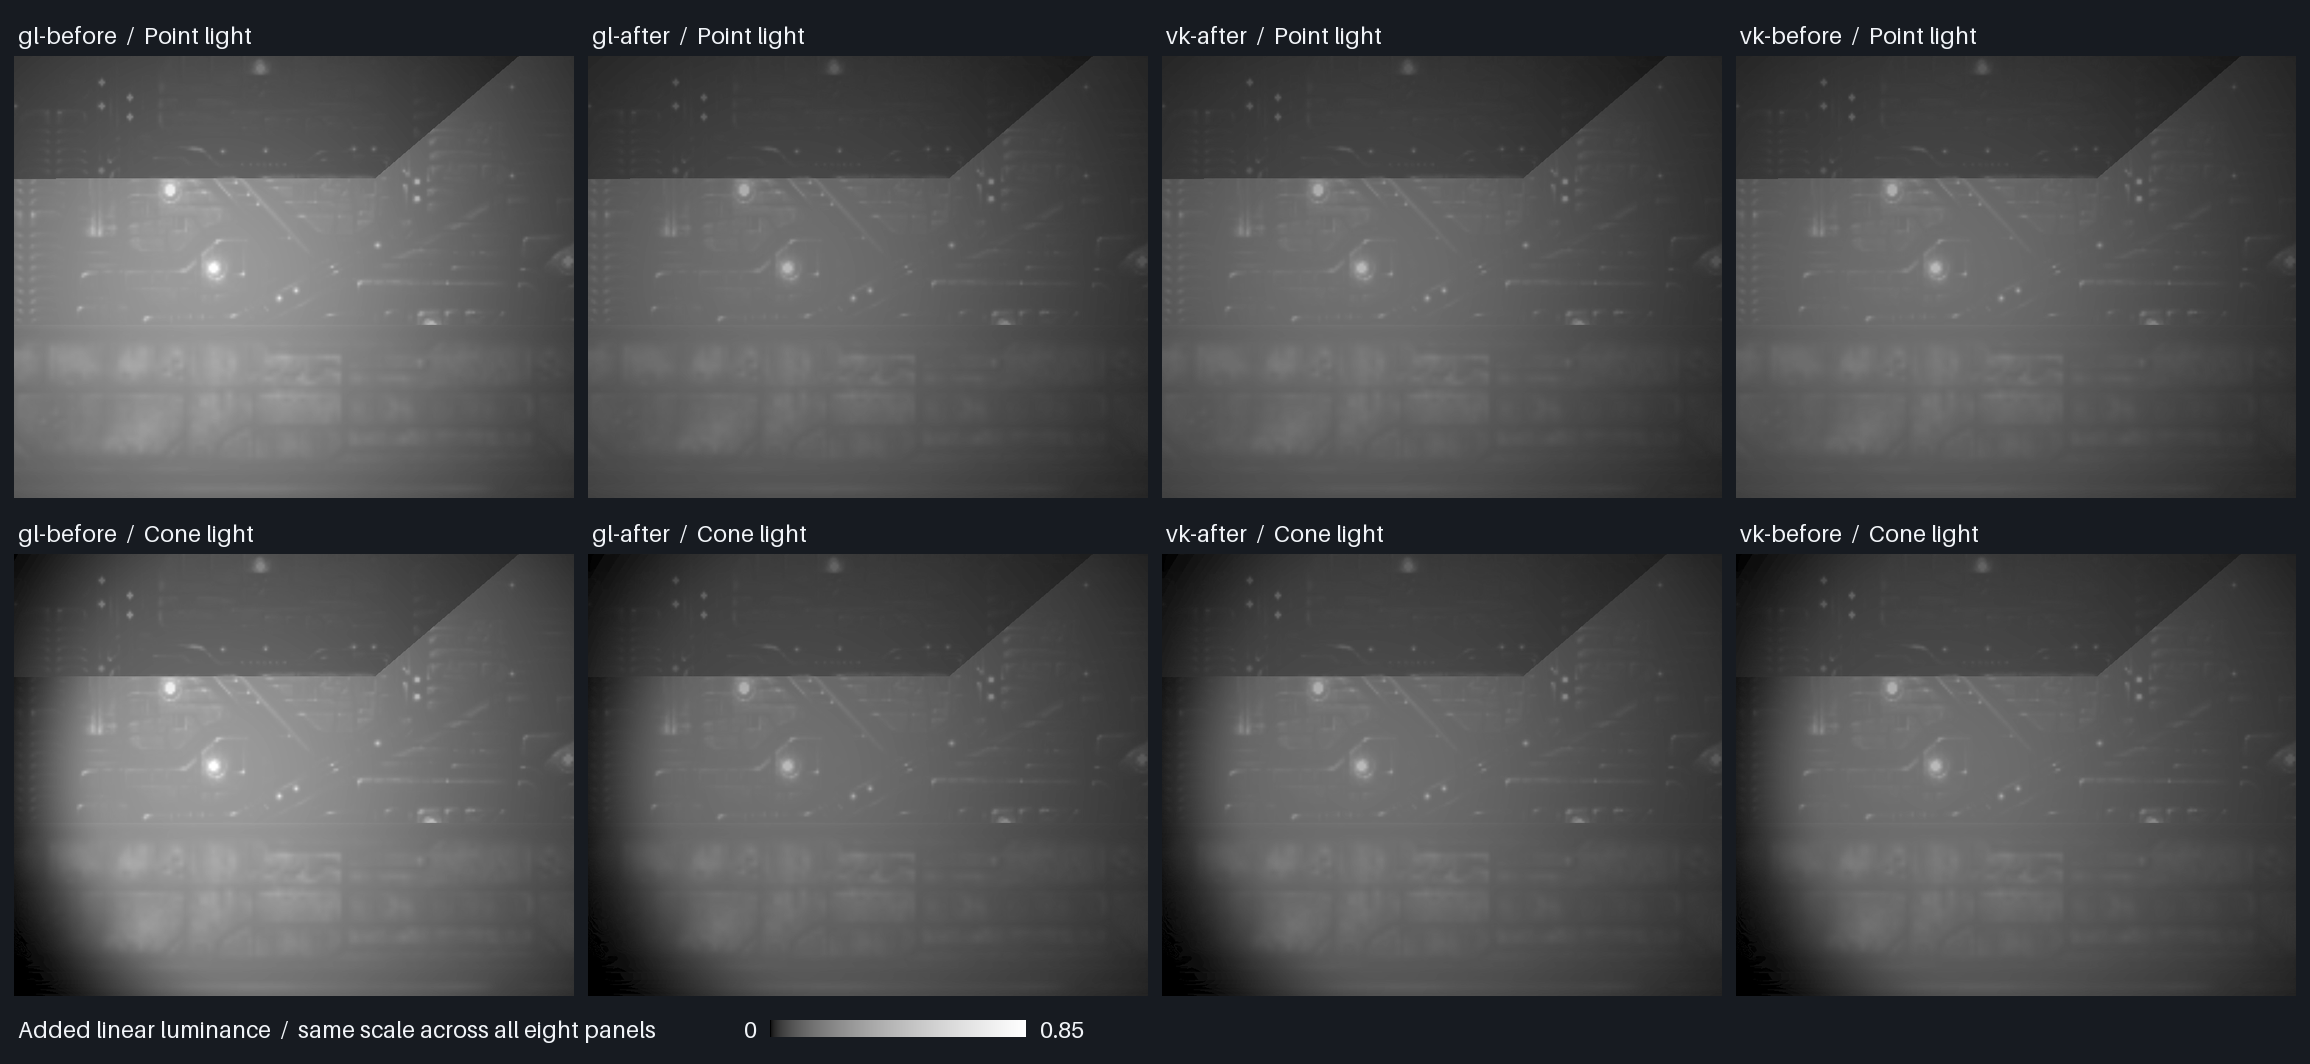 gl-before / Point light
gl-after / Point light
vk-after / Point light
vk-before / Point light
gl-before / Cone light
gl-after / Cone light
vk-after / Cone light
vk-before / Cone light
Added linear luminance / same scale across all eight panels 0 0.85